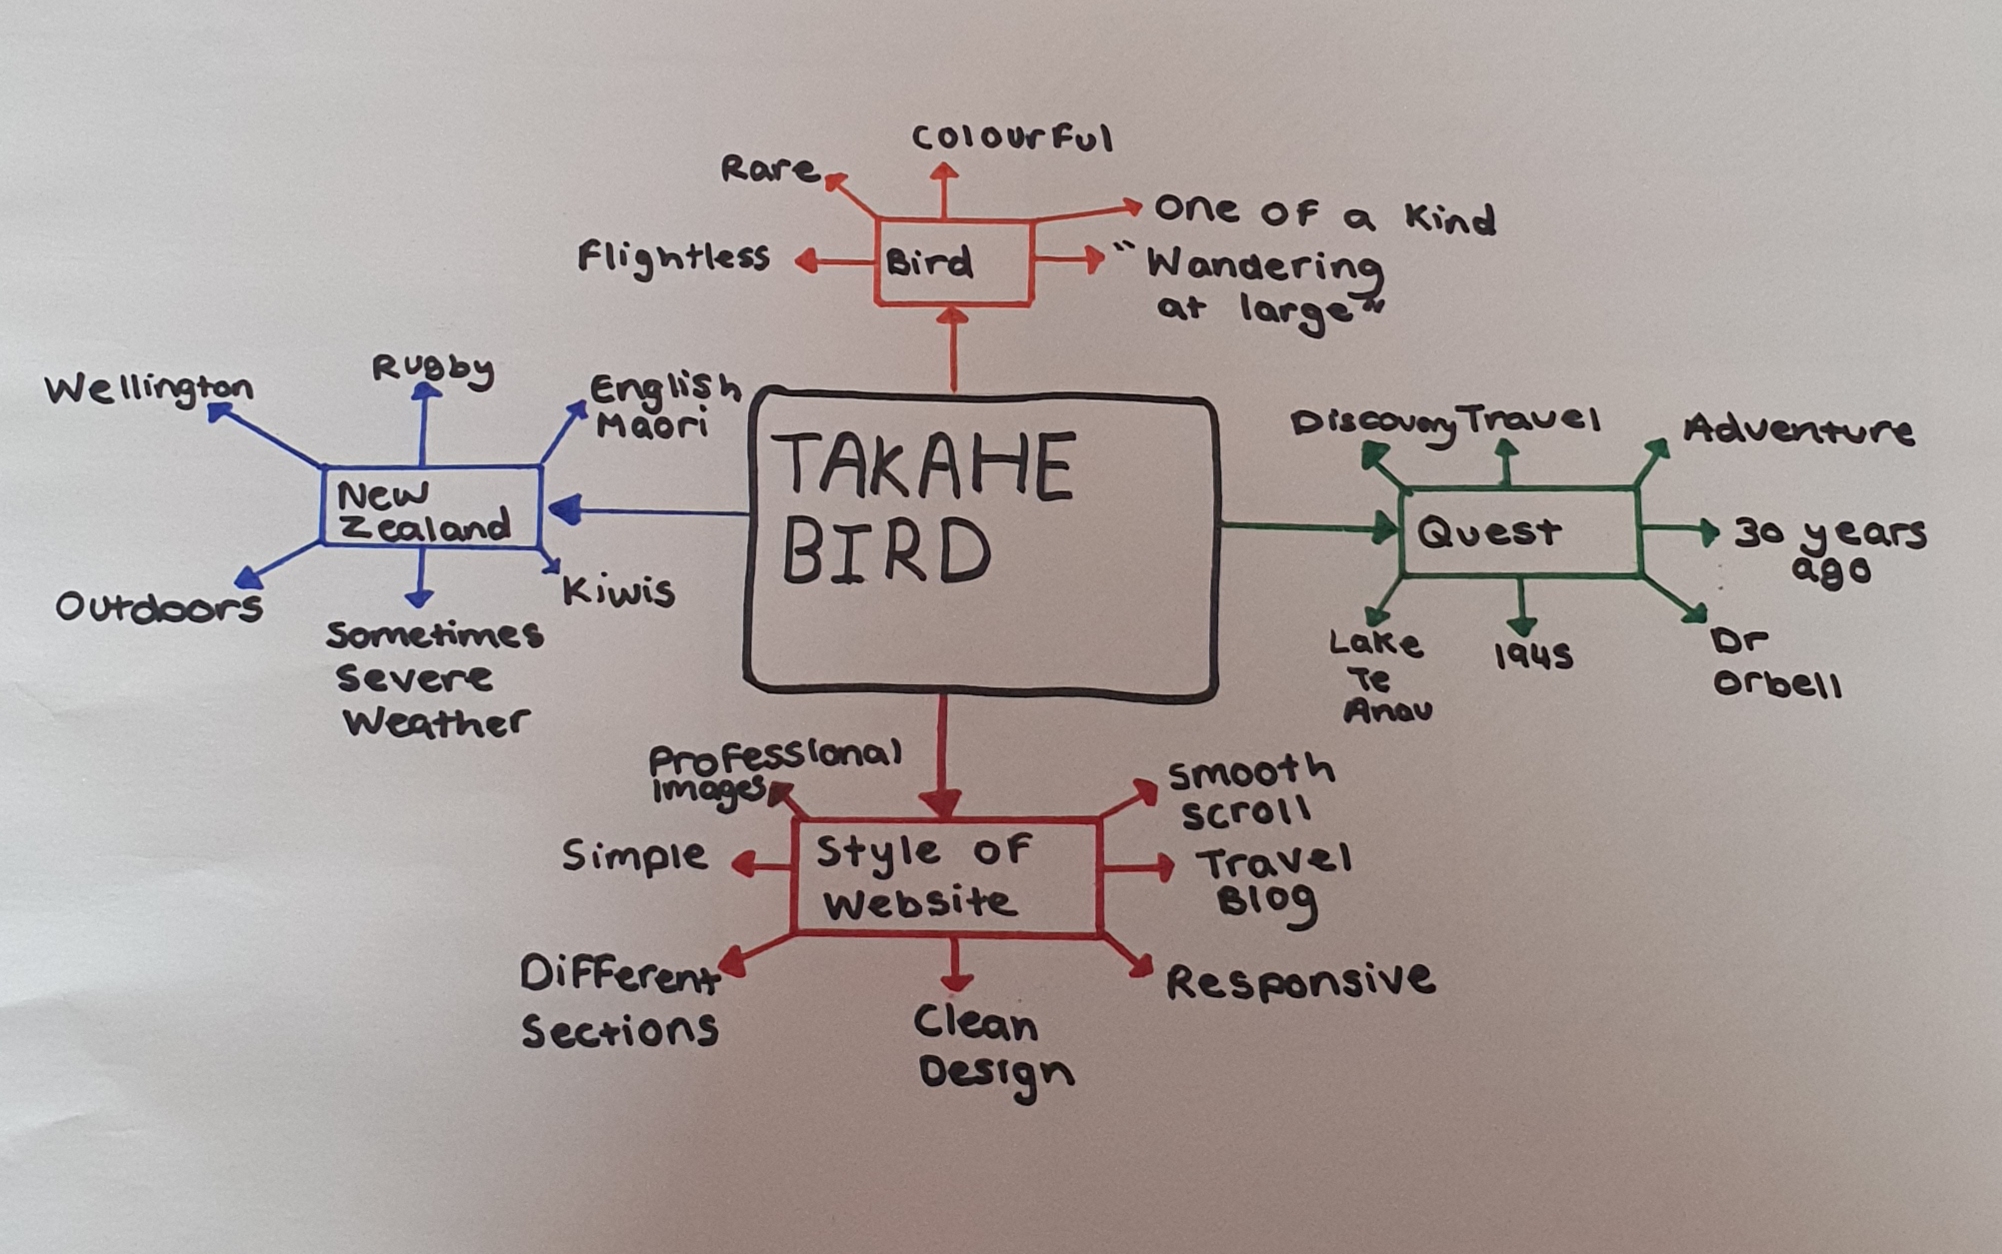 Colourful
Rare
One of a Kind
Flightless
Bird
"Wandering
at large"
Wellington
Rugby
English
Maori
New
Zealand
Outdoors
Sometimes
Severe
Weather
Kiwis
TAKAHE
BIRD
Discovery
Travel
Adventure
Quest
30 years
ago
Lake
Te
Anau
194s
Dr
Orbell
Professional
Images
Smooth
Scroll
Simple
Style of
Website
Travel
Blog
Different
Sections
Clean
Design
Responsive